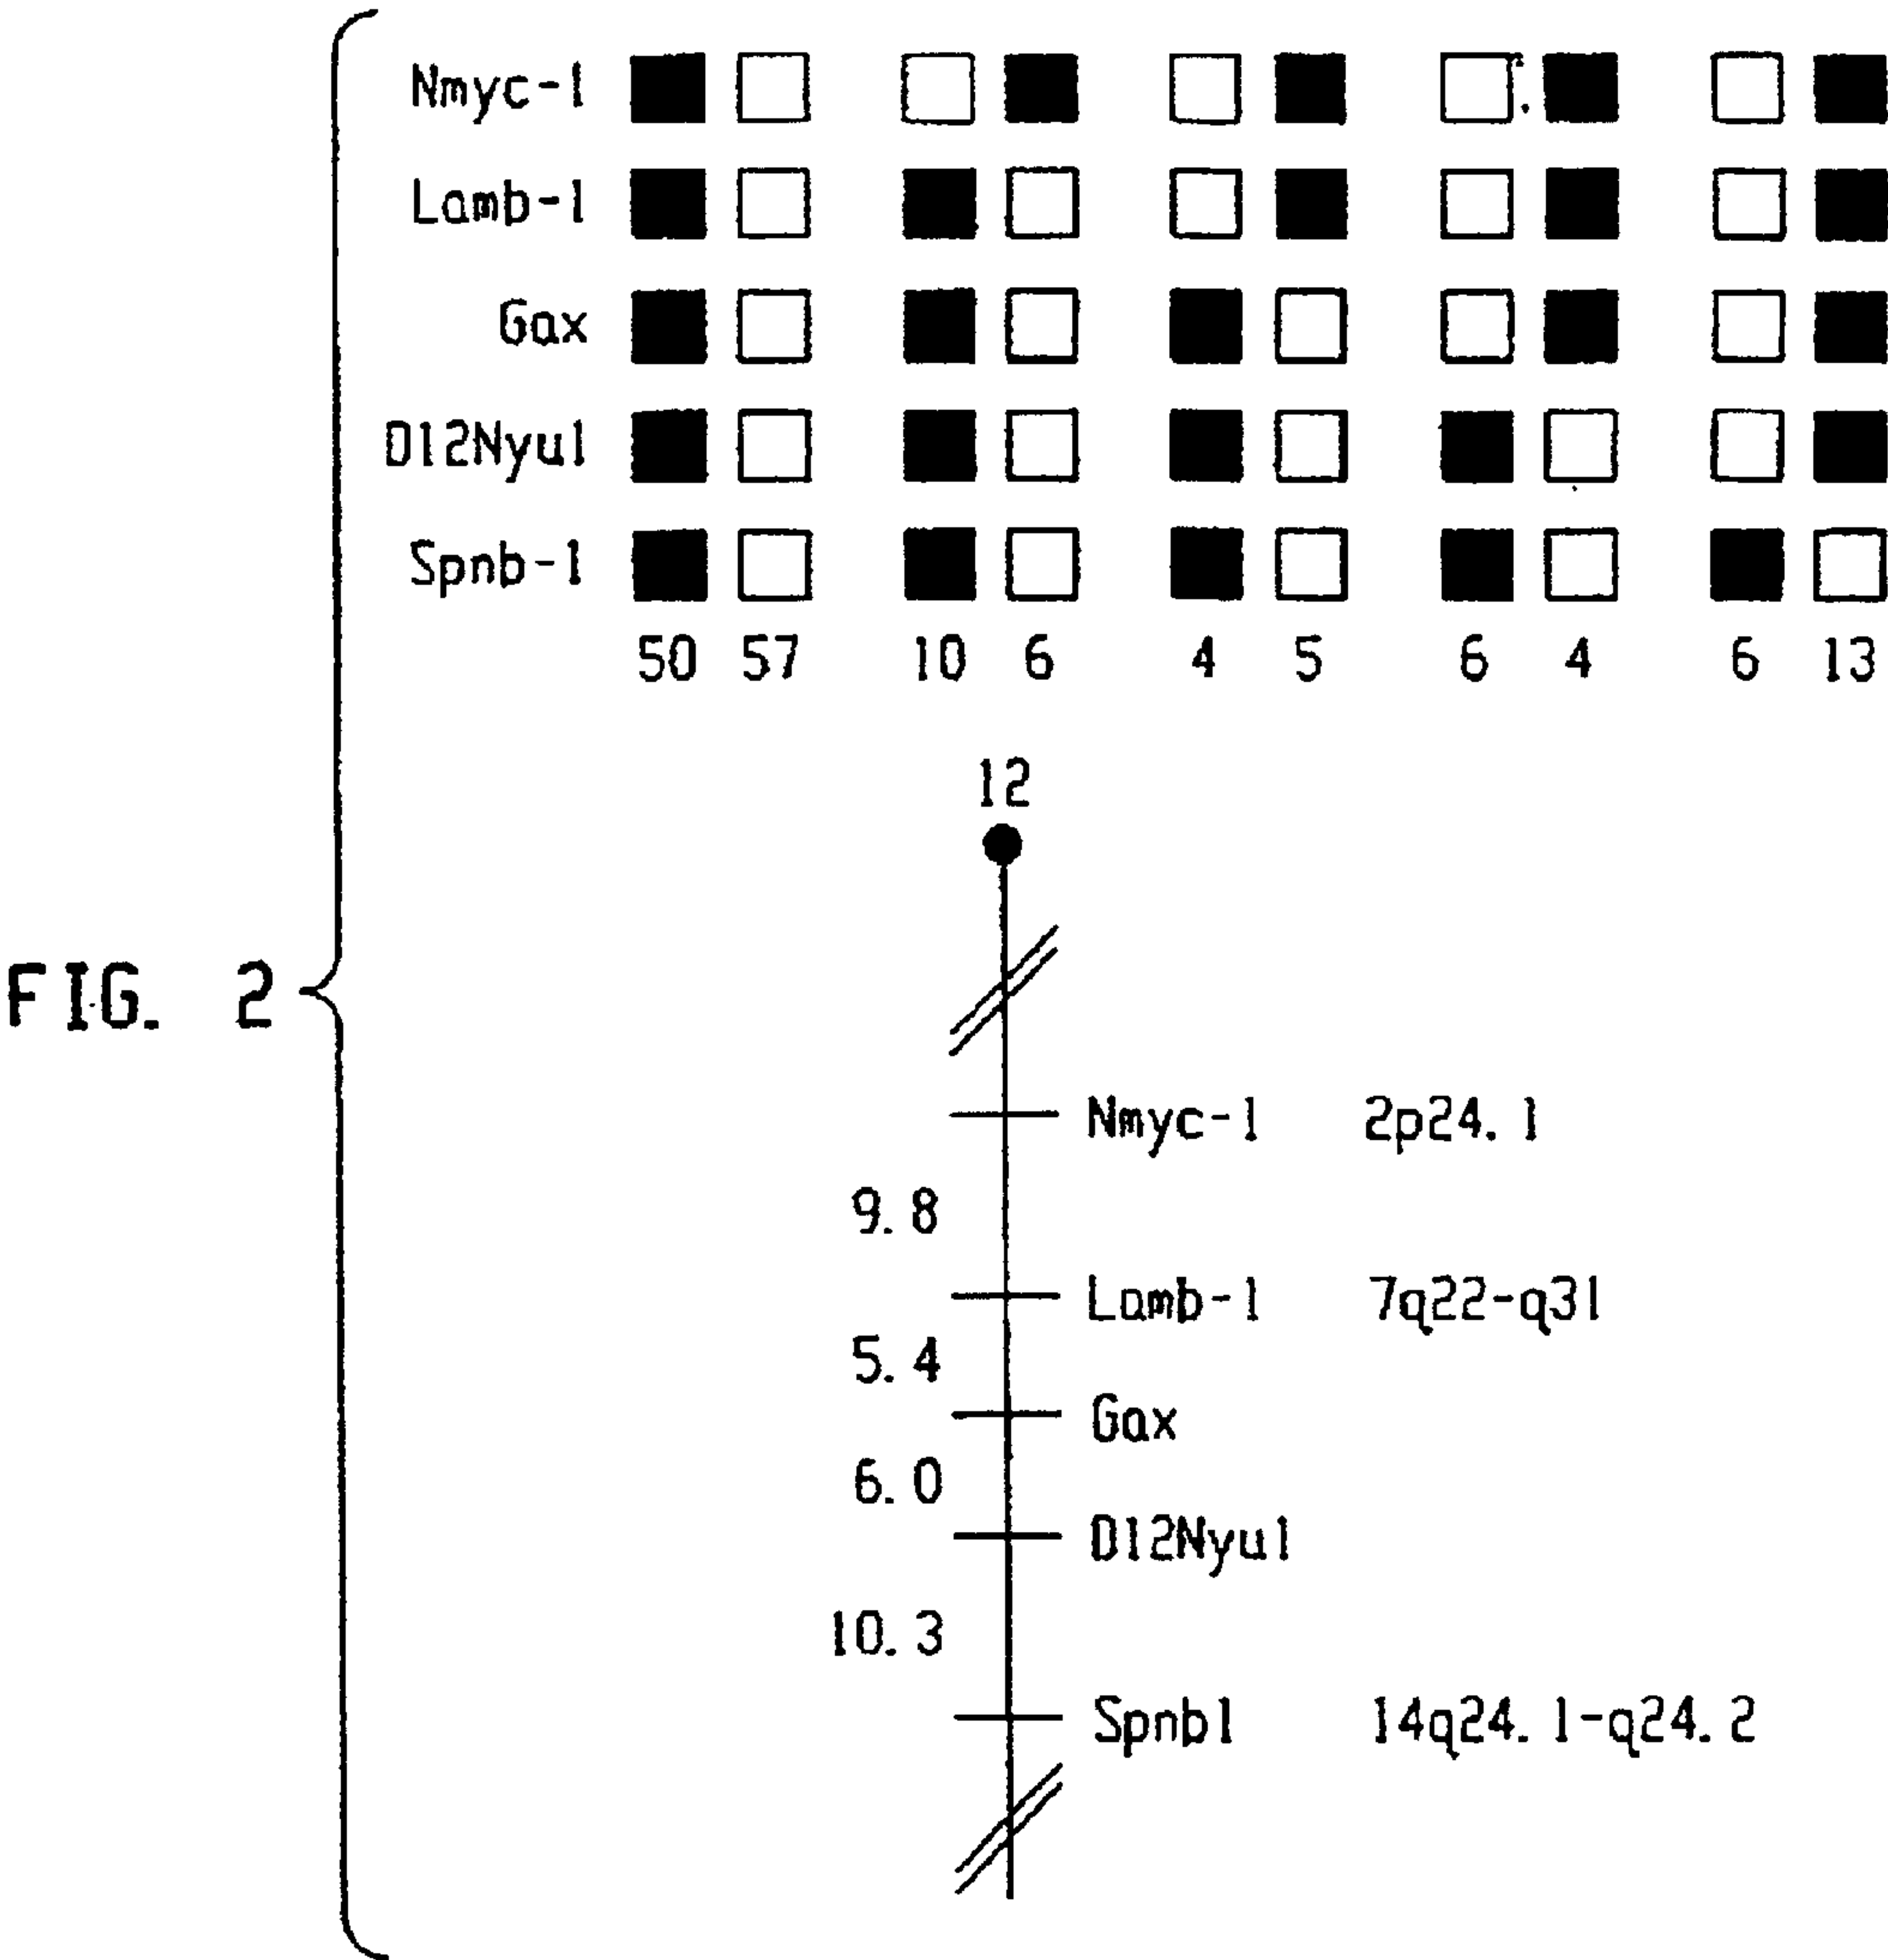 Nmyc-1
Lamb-1
Gax
D12Nyu1
Spnb-1
50 57 10 6 4 5 6 4 6 13
12
FIG. 2
Nmyc-1 2p24.1
9.8
Lamb-1 7q22-q31
5.4
Gax
6.0
D12Nyu1
10.3
Spnb1 14q24.1-q24.2